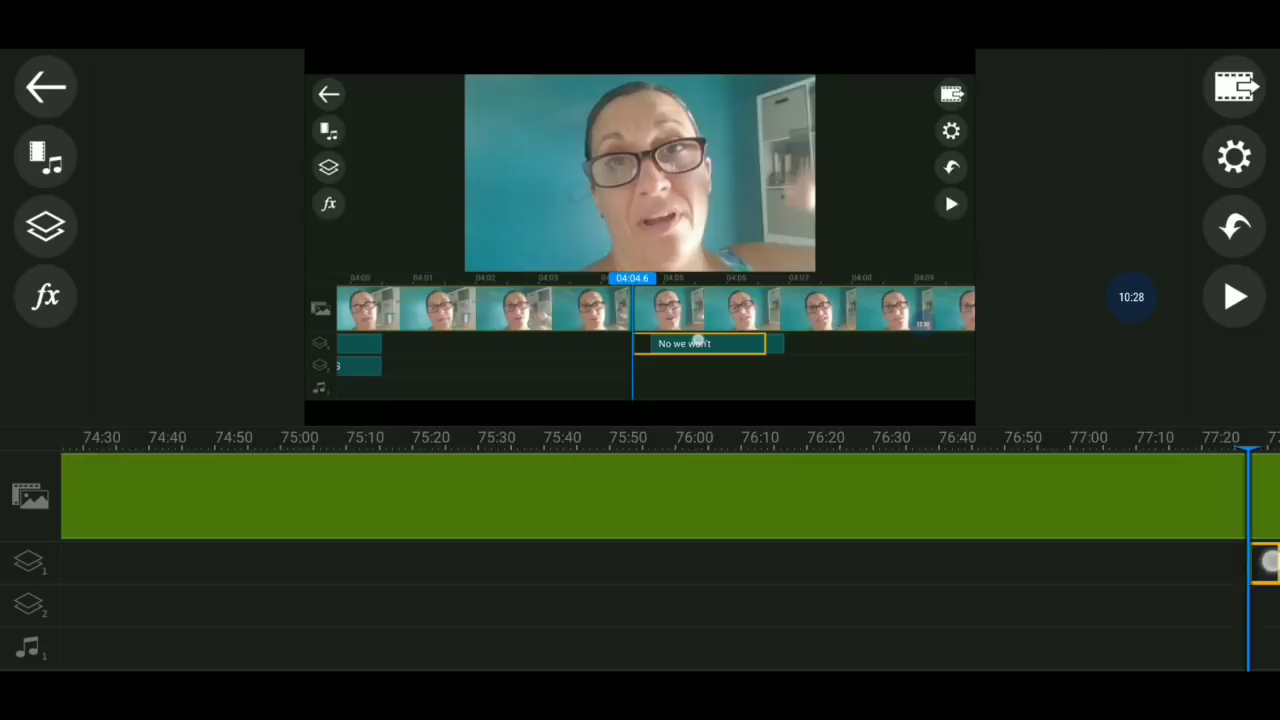 fx
fx
04:00 04:01 04:02 04:03 04:04.6 04:05 04:06 04:07 04:08 04:09
10:28
No we won't
S
74:30 74:40 74:50 75:00 75:10 75:20 75:30 75:40 75:50 76:00 76:10 76:20 76:30 76:40 76:50 77:00 77:10 77:20
1
2
1